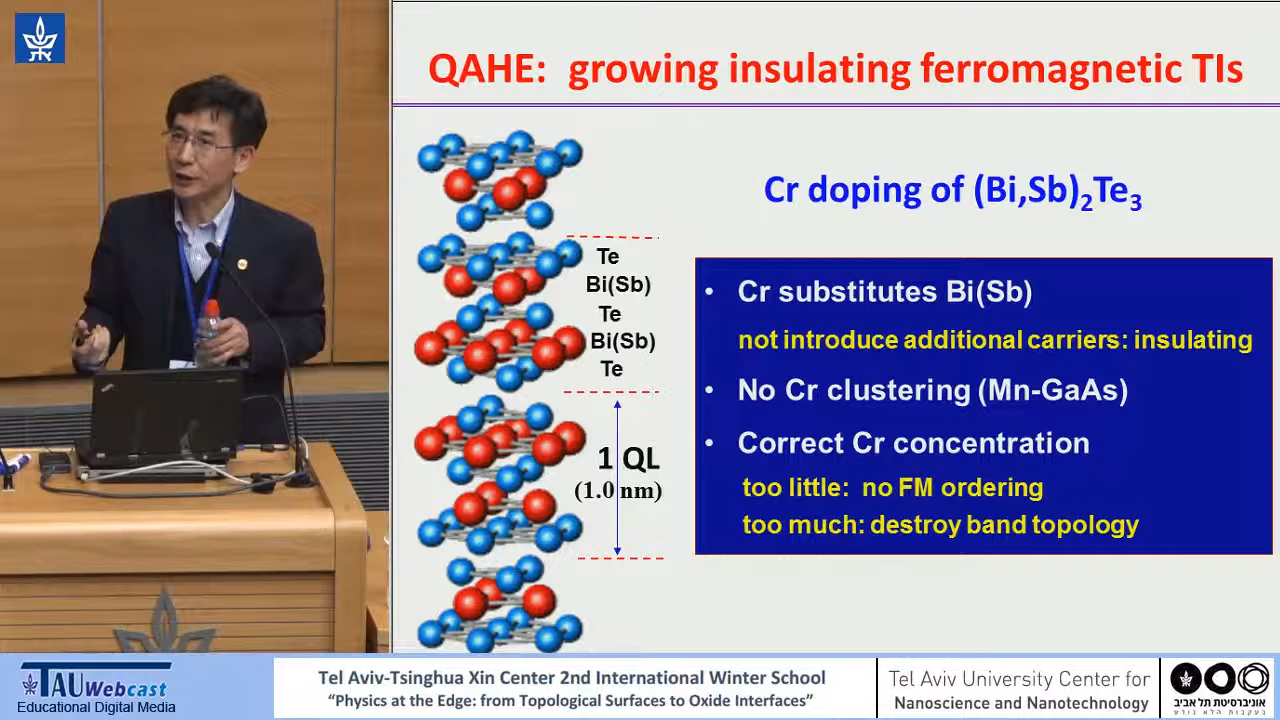 QAHE: growing insulating ferromagnetic TIs
Cr doping of (Bi,Sb)2Te3
Te
Bi(Sb)
Te
Bi(Sb)
Te
1 QL
(1.0 nm)
• Cr substitutes Bi(Sb)
not introduce additional carriers: insulating
• No Cr clustering (Mn-GaAs)
• Correct Cr concentration
too little: no FM ordering
too much: destroy band topology
TAU Webcast
Educational Digital Media
Tel Aviv-Tsinghua Xin Center 2nd International Winter School
“Physics at the Edge: from Topological Surfaces to Oxide Interfaces”
Tel Aviv University Center for
Nanoscience and Nanotechnology
אוניברסיטת תל אביב